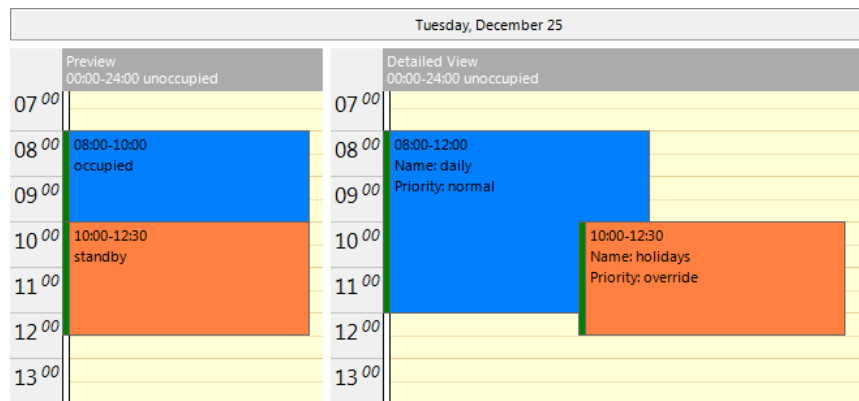 Tuesday, December 25
Preview
00:00-24:00 unoccupied
07 00
08 00
09 00
10 00
11 00
12 00
13 00
08:00-10:00
occupied
10:00-12:30
standby
Detailed View
00:00-24:00 unoccupied
07 00
08 00
09 00
10 00
11 00
12 00
13 00
08:00-12:00
Name: daily
Priority: normal
10:00-12:30
Name: holidays
Priority: override